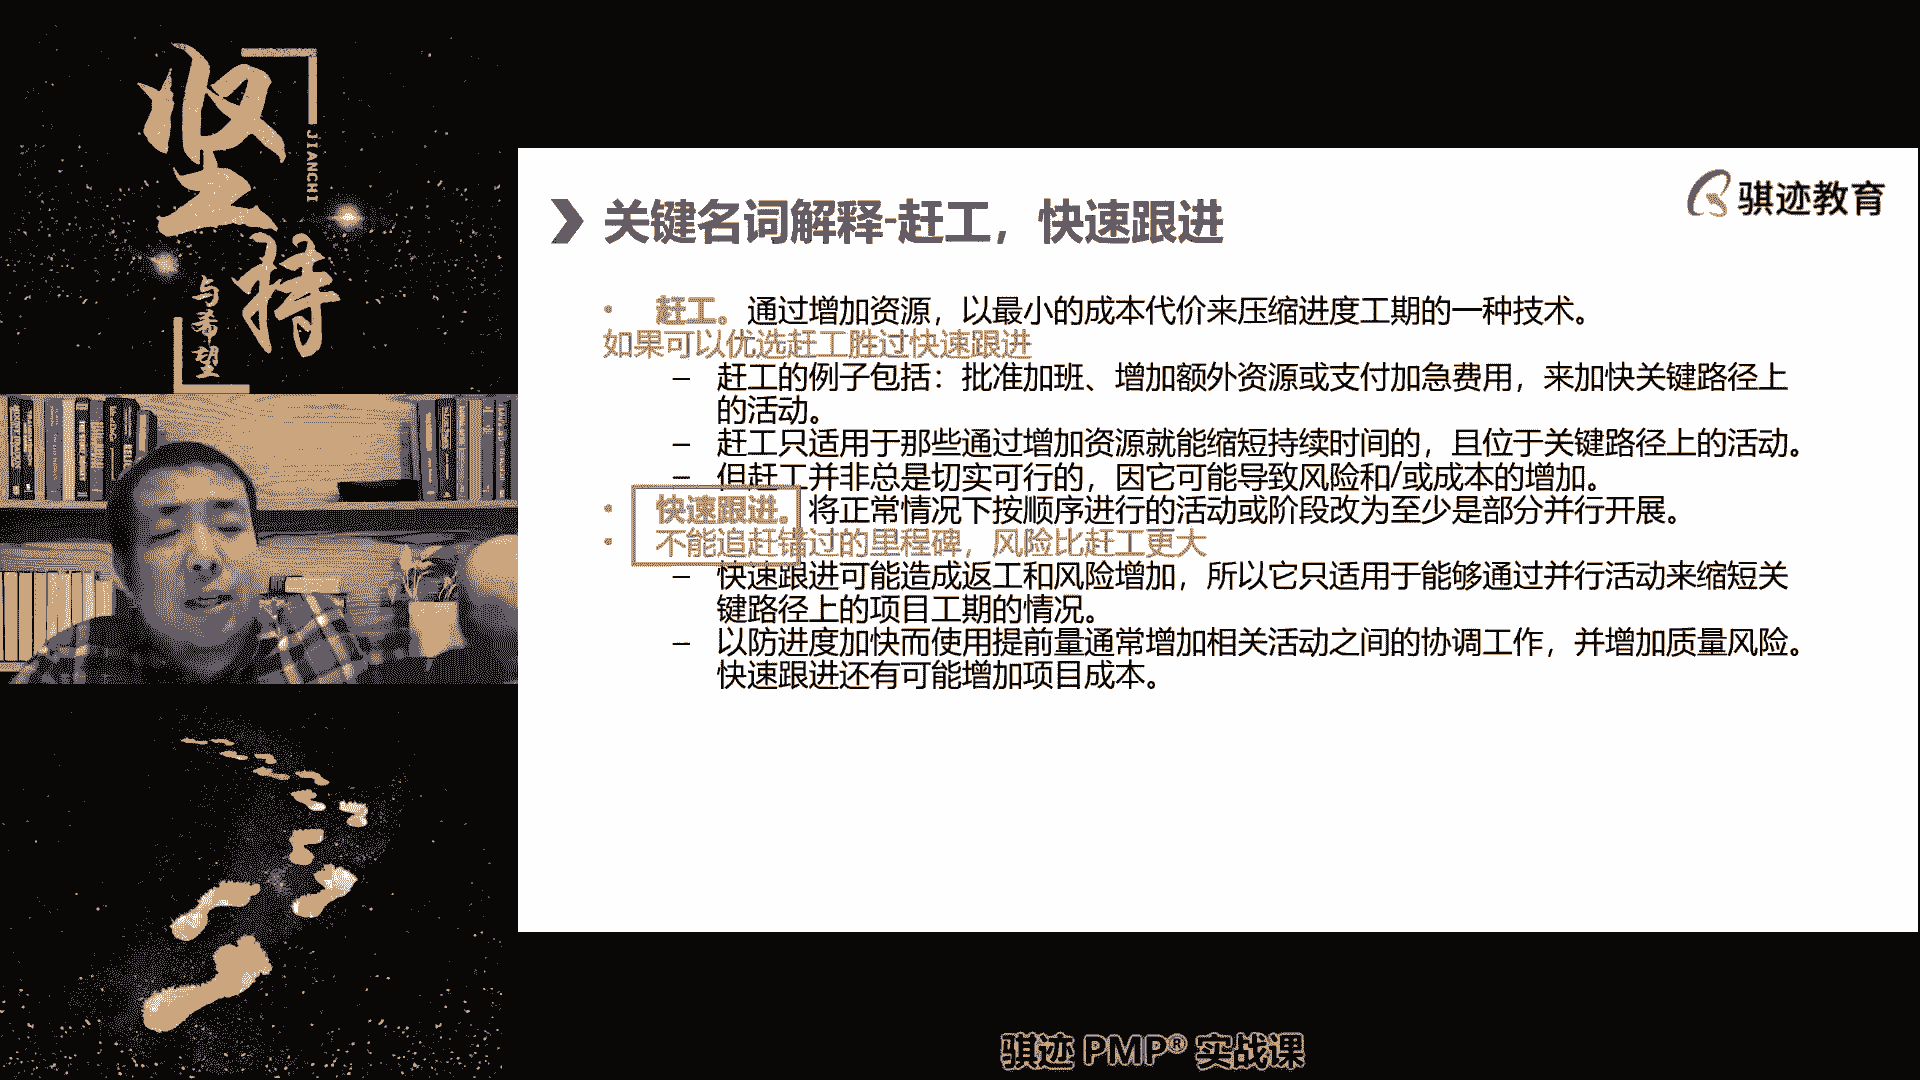 坚持
JIANCHI
与希望
骐迹教育
关键名词解释-赶工，快速跟进
• 赶工。通过增加资源，以最小的成本代价来压缩进度工期的一种技术。
如果可以优选赶工胜过快速跟进
– 赶工的例子包括：批准加班、增加额外资源或支付加急费用，来加快关键路径上
的活动。
– 赶工只适用于那些通过增加资源就能缩短持续时间的，且位于关键路径上的活动。
– 但赶工并非总是切实可行的，因它可能导致风险和/或成本的增加。
• 快速跟进。将正常情况下按顺序进行的活动或阶段改为至少是部分并行开展。
• 不能追赶错过的里程碑，风险比赶工更大
– 快速跟进可能造成返工和风险增加，所以它只适用于能够通过并行活动来缩短关
键路径上的项目工期的情况。
– 以防进度加快而使用提前量通常增加相关活动之间的协调工作，并增加质量风险。
快速跟进还有可能增加项目成本。
骐迹 PMP® 实战课